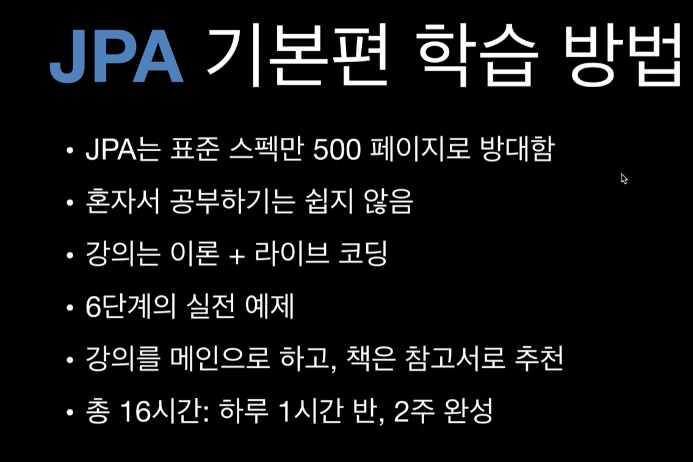 JPA 기본편 학습 방법
• JPA는 표준 스펙만 500 페이지로 방대함
• 혼자서 공부하기는 쉽지 않음
• 강의는 이론 + 라이브 코딩
• 6단계의 실전 예제
• 강의를 메인으로 하고, 책은 참고서로 추천
• 총 16시간: 하루 1시간 반, 2주 완성